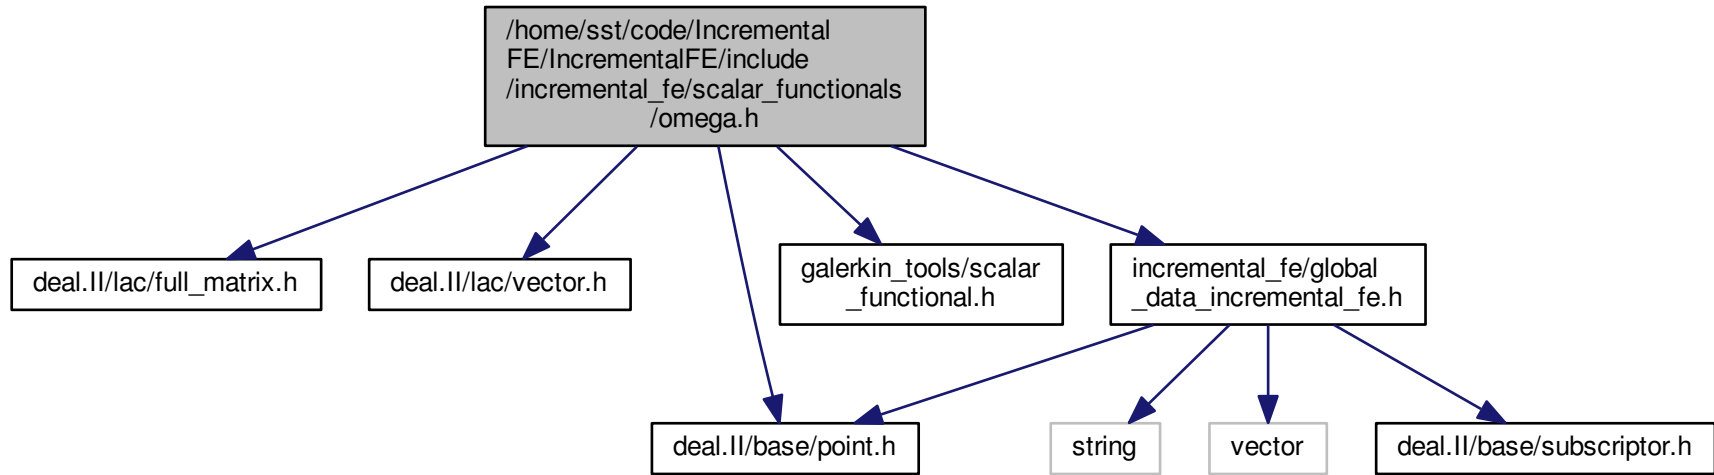 /home/sst/code/Incremental
FE/IncrementalFE/include
/incremental_fe/scalar_functionals
/omega.h
deal.II/lac/full_matrix.h
deal.II/lac/vector.h
galerkin_tools/scalar
_functional.h
incremental_fe/global
_data_incremental_fe.h
deal.II/base/point.h
string
vector
deal.II/base/subscriptor.h